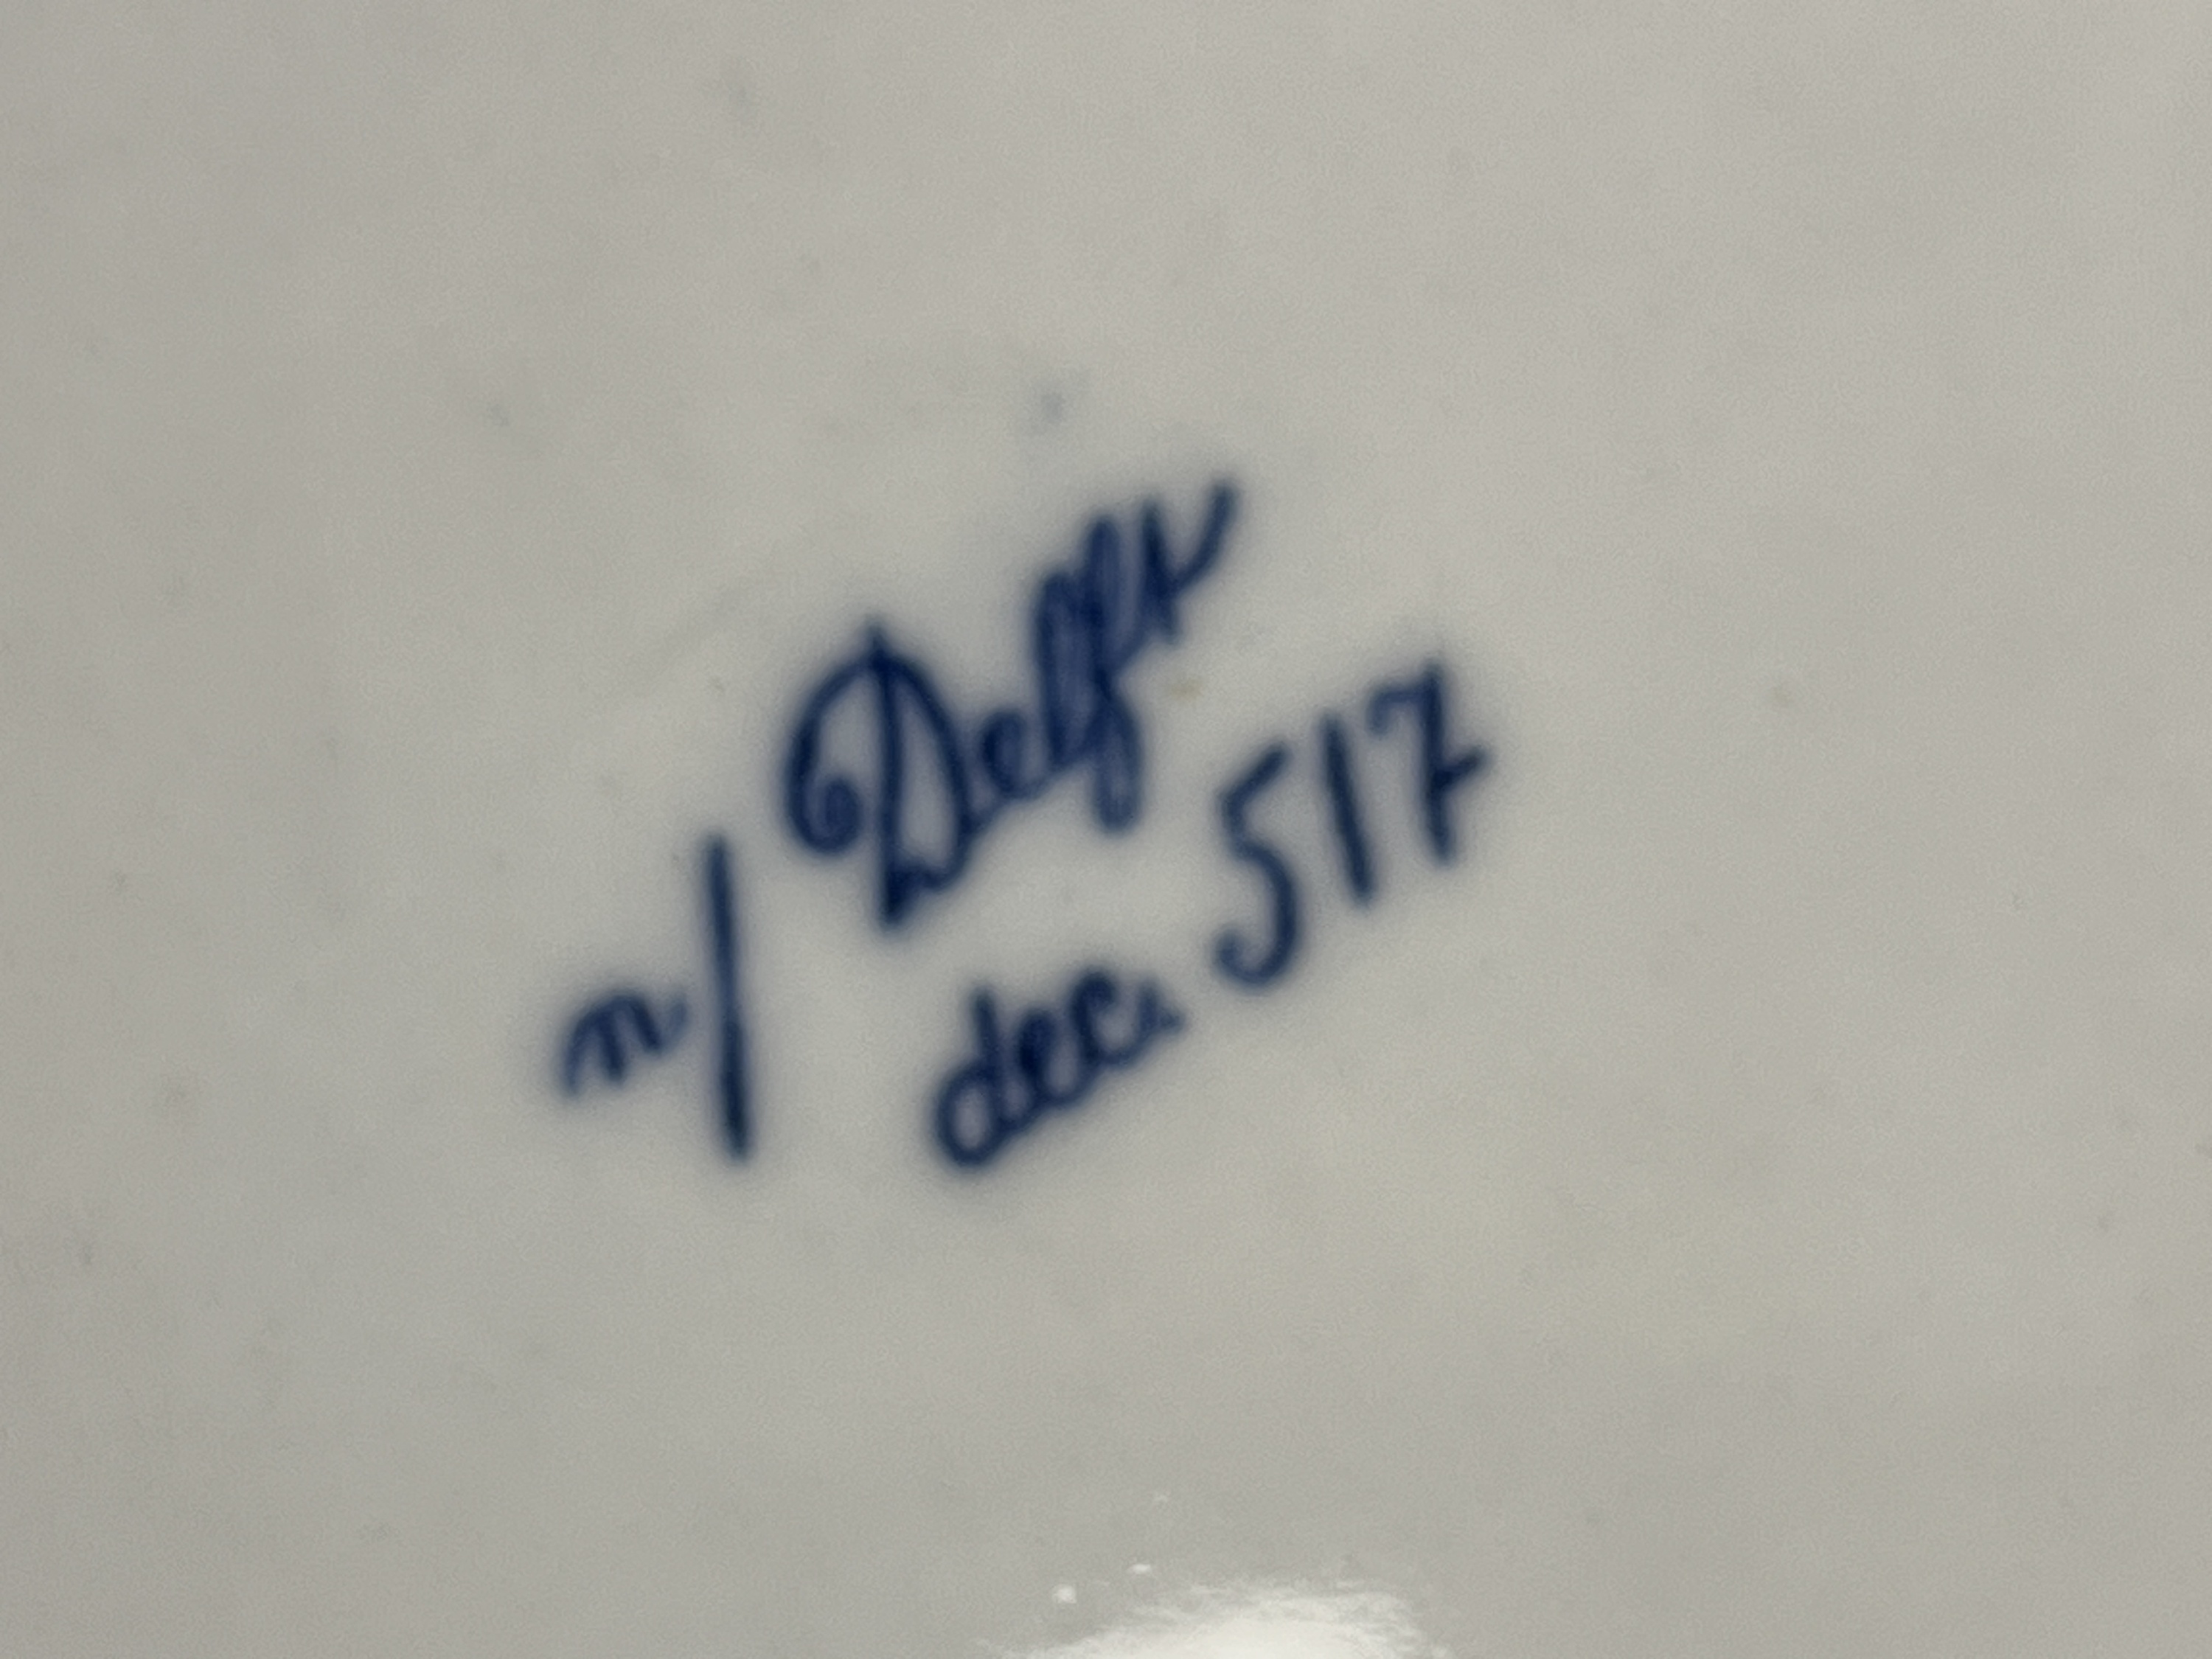 n/ Delft
dec. 517